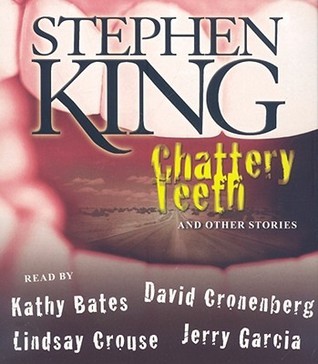 STEPHEN
KING
Chattery
Teeth
AND OTHER STORIES
READ BY
Kathy Bates David Cronenberg
Lindsay Crouse Jerry Garcia